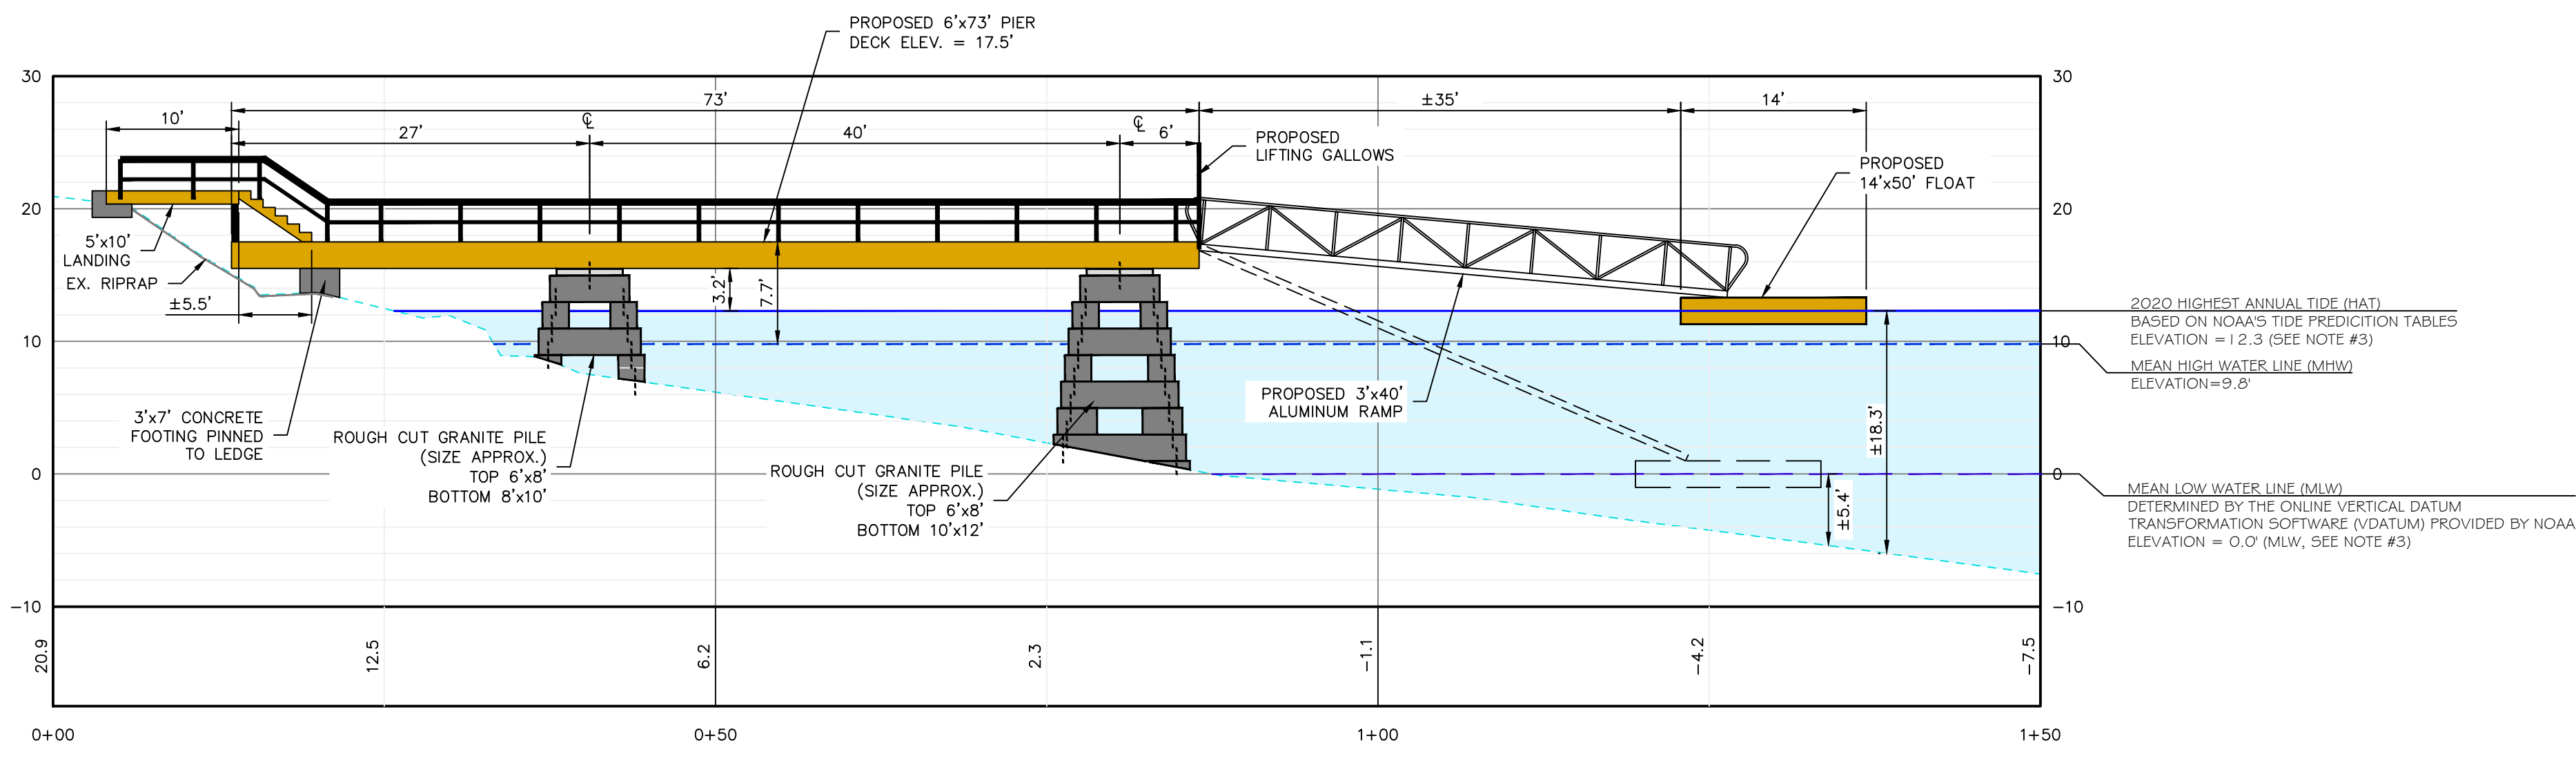 PROPOSED 6'x73' PIER
DECK ELEV. = 17.5'
30
30
73'
±35'
14'
10'
27'
℄
40'
℄
6'
PROPOSED
LIFTING GALLOWS
PROPOSED
14'x50' FLOAT
20
20
5'x10'
LANDING
EX. RIPRAP
±5.5'
3.2'
7.7'
2020 HIGHEST ANNUAL TIDE (HAT)
BASED ON NOAA'S TIDE PREDICITION TABLES
ELEVATION =12.3 (SEE NOTE #3)
10
10
MEAN HIGH WATER LINE (MHW)
ELEVATION=9.8'
PROPOSED 3'x40'
ALUMINUM RAMP
±18.3'
3'x7' CONCRETE
FOOTING PINNED
TO LEDGE
ROUGH CUT GRANITE PILE
(SIZE APPROX.)
TOP 6'x8'
BOTTOM 8'x10'
ROUGH CUT GRANITE PILE
(SIZE APPROX.)
TOP 6'x8'
BOTTOM 10'x12'
0
0
±5.4'
MEAN LOW WATER LINE (MLW)
DETERMINED BY THE ONLINE VERTICAL DATUM
TRANSFORMATION SOFTWARE (VDATUM) PROVIDED BY NOAA
ELEVATION = 0.0' (MLW, SEE NOTE #3)
-10
-10
20.9
12.5
6.2
2.3
-1.1
-4.2
-7.5
0+00
0+50
1+00
1+50